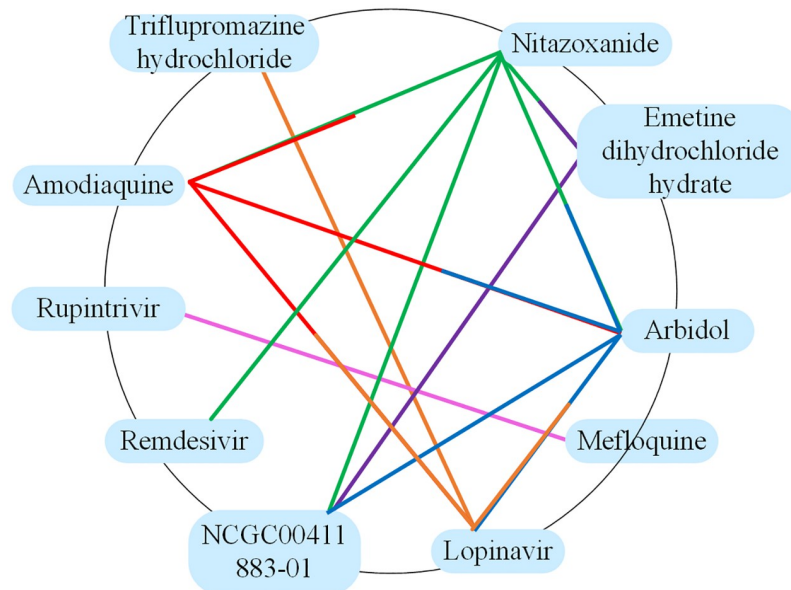 Triflupromazine
hydrochloride
Nitazoxanide
Emetine
dihydrochloride
hydrate
Amodiaquine
Rupintrivir
Arbidol
Remdesivir
Mefloquine
NCGC00411
883-01
Lopinavir